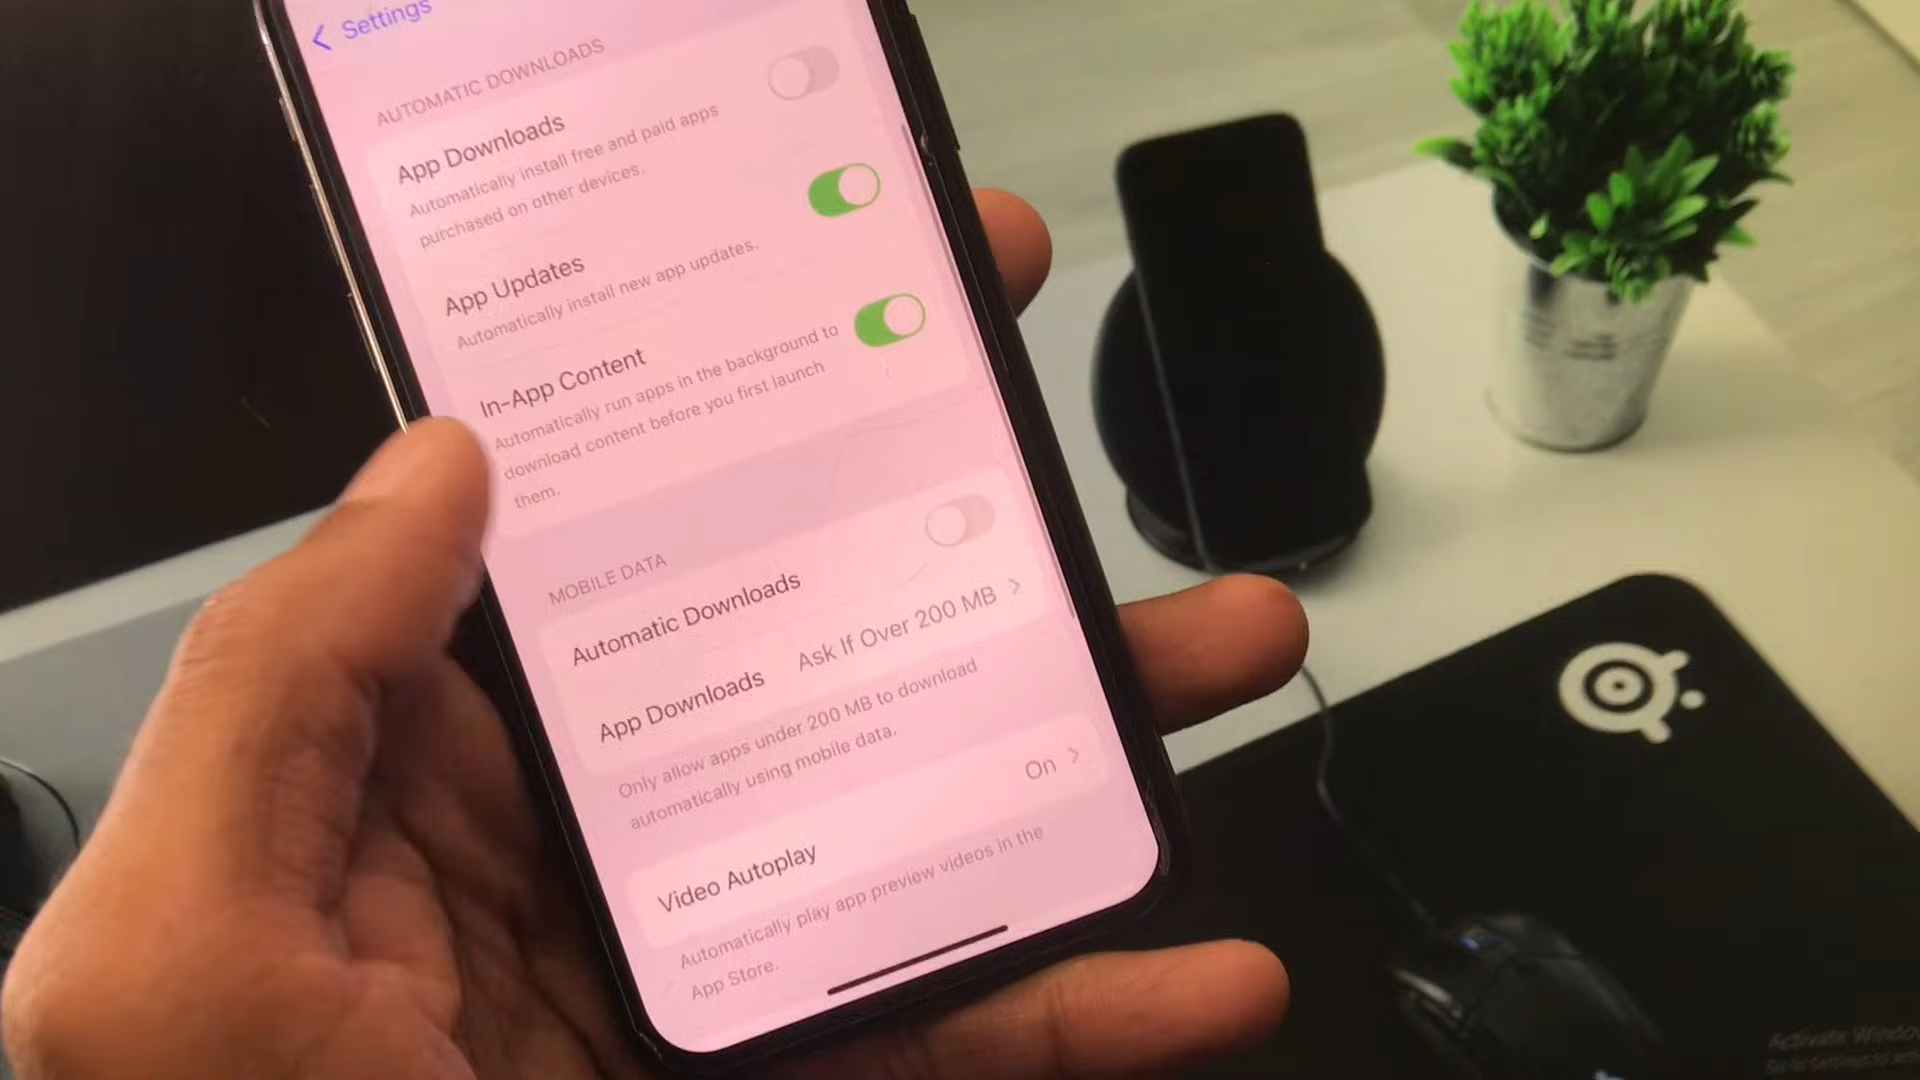 Settings
AUTOMATIC DOWNLOADS
App Downloads
Automatically install free and paid apps
purchased on other devices.
App Updates
Automatically install new app updates.
In-App Content
Automatically run apps in the background to
download content before you first launch
them.
MOBILE DATA
Automatic Downloads
App Downloads Ask If Over 200 MB
Only allow apps under 200 MB to download
automatically using mobile data.
Video Autoplay On
Automatically play app preview videos in the
App Store.
Activate Windo